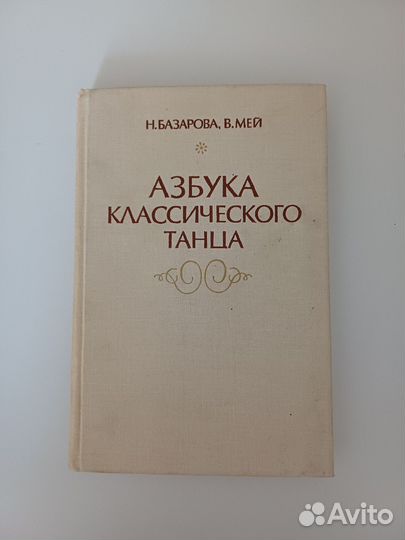 Н.БАЗАРОВА, В.МЕЙ
АЗБУКА
КЛАССИЧЕСКОГО
ТАНЦА
Avito